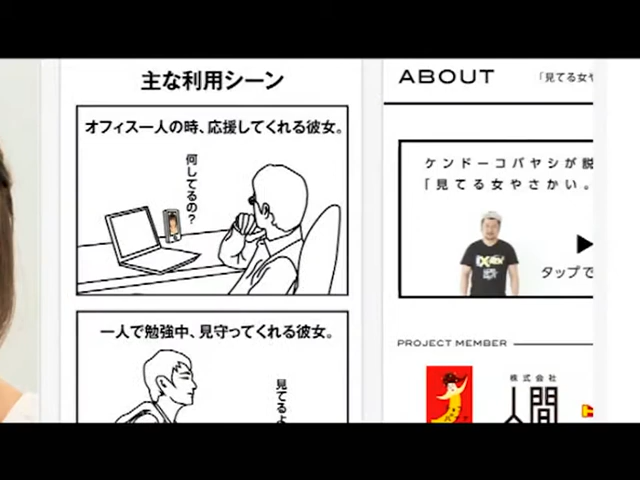 主な利用シーン
オフィス一人の時、応援してくれる彼女。
何してるの?
一人で勉強中、見守ってくれる彼女。
見てるよ
ABOUT
「見てる女や
ケンドーコバヤシが説
「見てる女やさかい。
タップで
PROJECT MEMBER
株式会社
人間